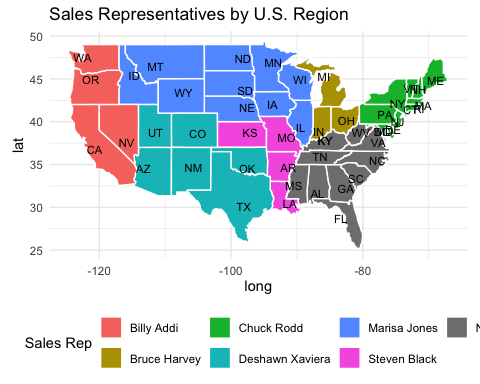 Sales Representatives by U.S. Region
50
45
40
35
30
25
lat
WA
OR
ID
MT
ND
MN
WI
MI
ME
WY
SD
NE
IA
NY
NH
MA
CT
PA
NJ
CA
NV
UT
CO
KS
MO
IL
IN
OH
KY
WV
VA
MD
DE
AZ
NM
OK
AR
TN
NC
SC
TX
LA
MS
AL
GA
FL
-120
-100
-80
long
Sales Rep
Billy Addi
Chuck Rodd
Marisa Jones
Bruce Harvey
Deshawn Xaviera
Steven Black